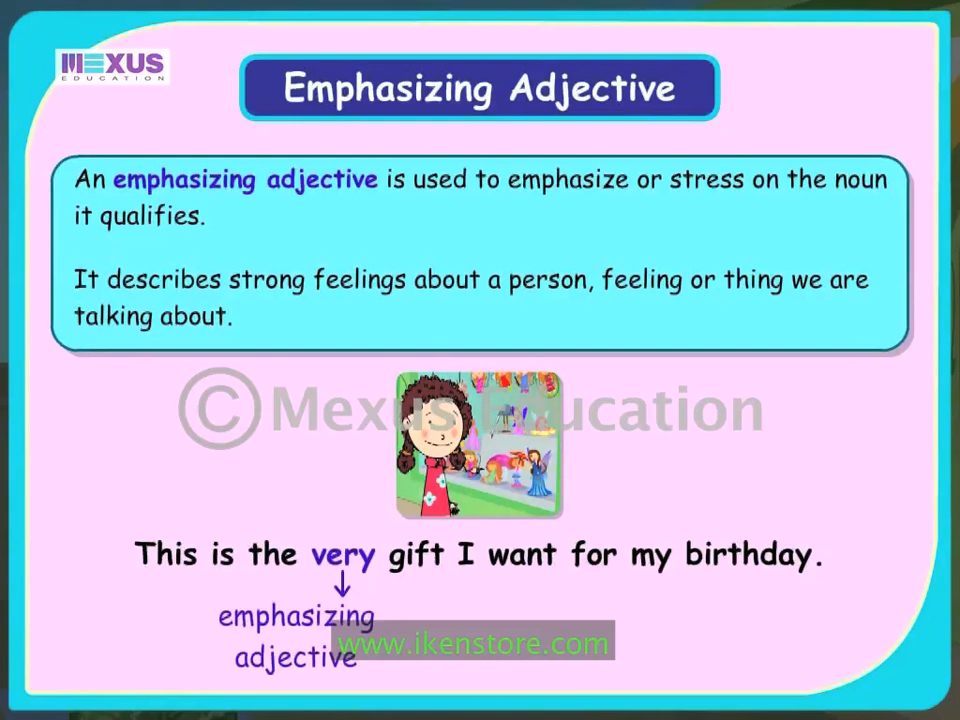 MEXUS
EDUCATION
Emphasizing Adjective
An emphasizing adjective is used to emphasize or stress on the noun
it qualifies.
It describes strong feelings about a person, feeling or thing we are
talking about.
© Mexus Education
This is the very gift I want for my birthday.
emphasizing
adjective
www.ikenstore.com